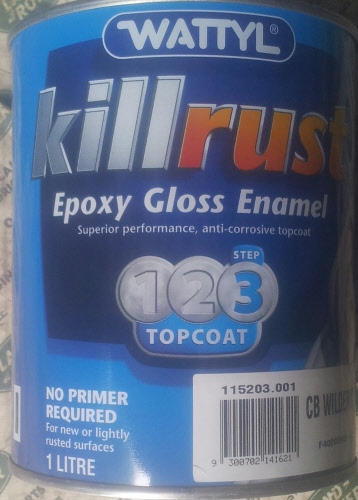 WATTYL®
killrust
Epoxy Gloss Enamel
Superior performance, anti-corrosive topcoat
STEP
1 2 3
TOPCOAT
NO PRIMER
REQUIRED
For new or lightly
rusted surfaces
1 LITRE
115203.001
CB
9 300702 141621